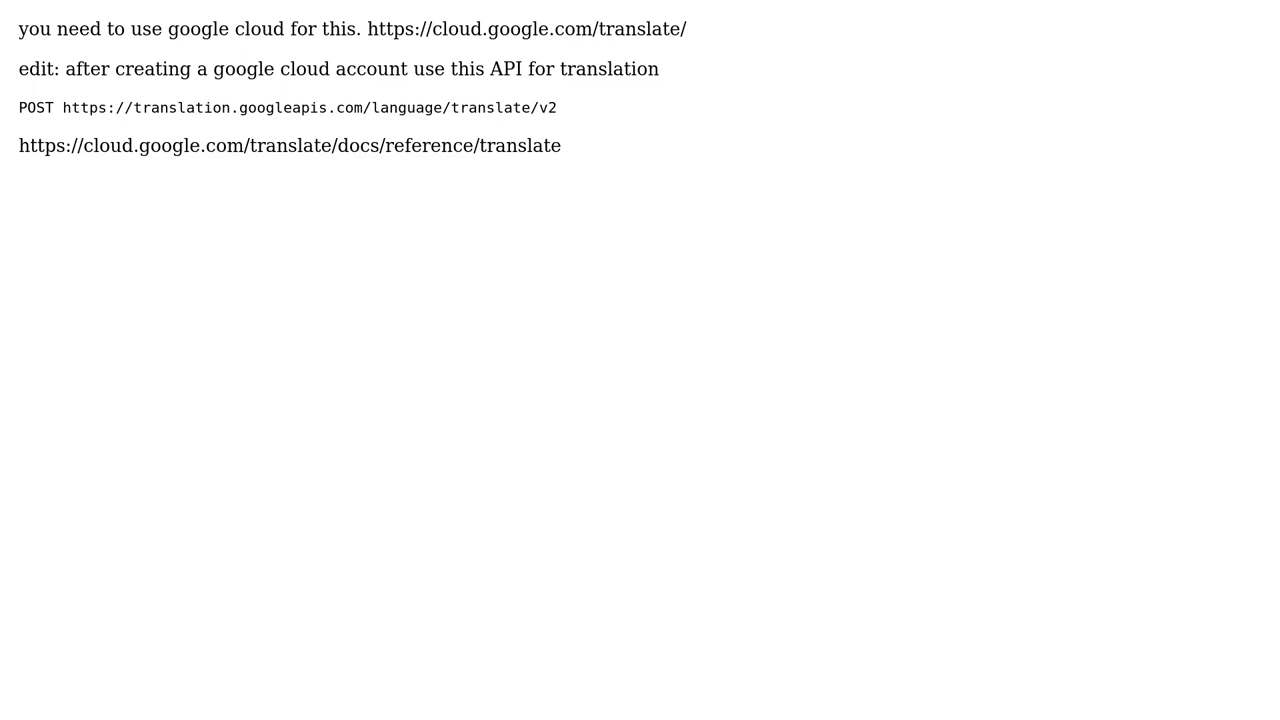 you need to use google cloud for this. https://cloud.google.com/translate/
edit: after creating a google cloud account use this API for translation
POST https://translation.googleapis.com/language/translate/v2
https://cloud.google.com/translate/docs/reference/translate